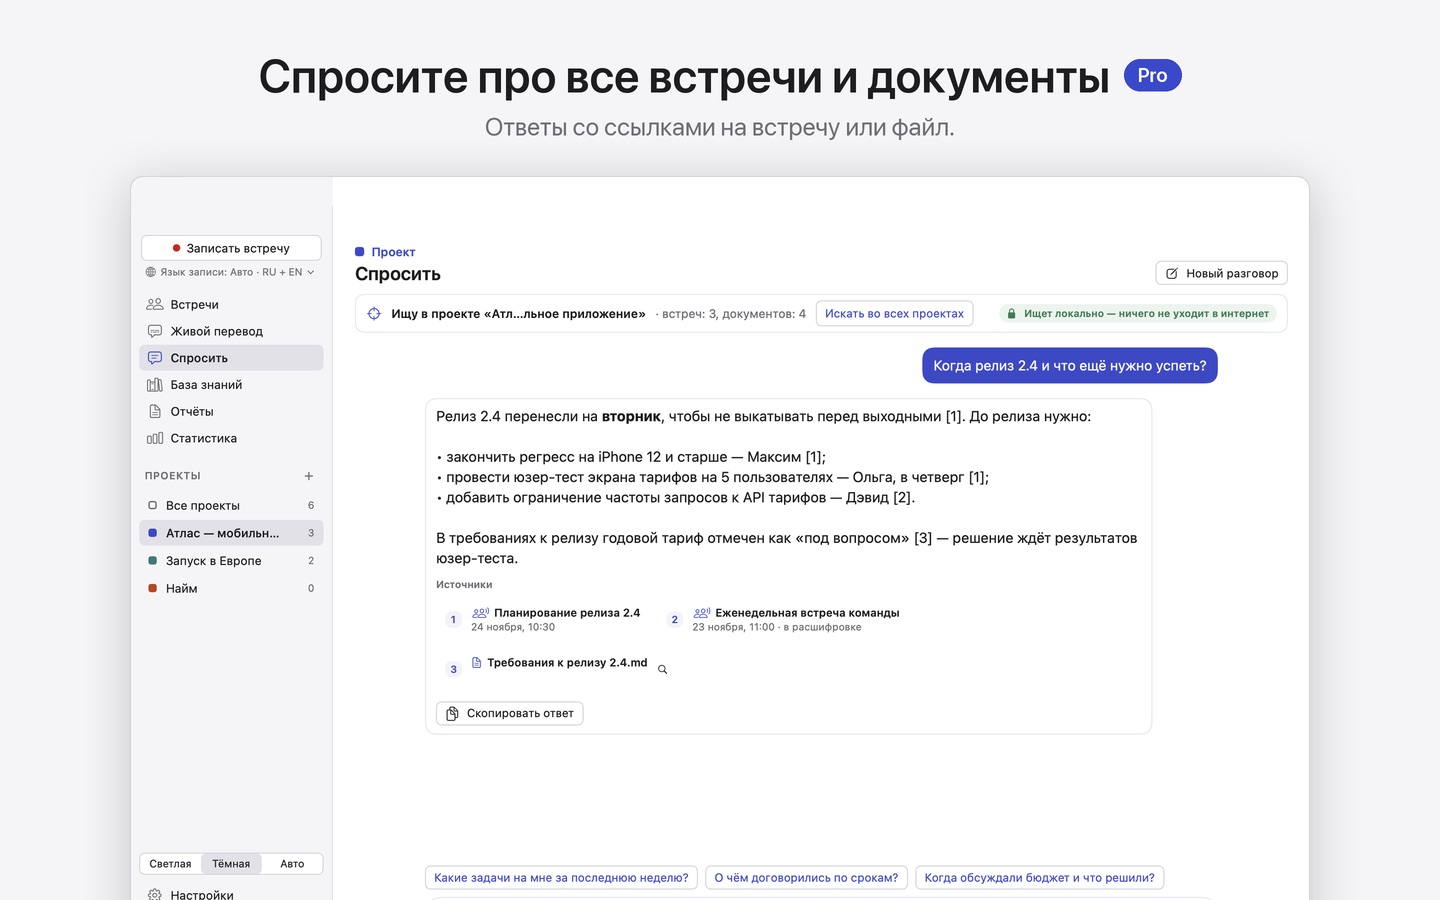 Спросите про все встречи и документы Pro
Ответы со ссылками на встречу или файл.
Записать встречу
Язык записи: Авто · RU + EN
Встречи
Живой перевод
Спросить
База знаний
Отчёты
Статистика
ПРОЕКТЫ +
Все проекты 6
Атлас — мобильн... 3
Запуск в Европе 2
Найм 0
Светлая Тёмная Авто
Настройки
Проект
Спросить
Новый разговор
Ищу в проекте «Атл...льное приложение» · встреч: 3, документов: 4 Искать во всех проектах Ищет локально — ничего не уходит в интернет
Когда релиз 2.4 и что ещё нужно успеть?
Релиз 2.4 перенесли на вторник, чтобы не выкатывать перед выходными [1]. До релиза нужно:
• закончить регресс на iPhone 12 и старше — Максим [1];
• провести юзер-тест экрана тарифов на 5 пользователях — Ольга, в четверг [1];
• добавить ограничение частоты запросов к API тарифов — Дэвид [2].
В требованиях к релизу годовой тариф отмечен как «под вопросом» [3] — решение ждёт результатов
юзер-теста.
Источники
1 Планирование релиза 2.4
24 ноября, 10:30
2 Еженедельная встреча команды
23 ноября, 11:00 · в расшифровке
3 Требования к релизу 2.4.md
Скопировать ответ
Какие задачи на мне за последнюю неделю? О чём договорились по срокам? Когда обсуждали бюджет и что решили?